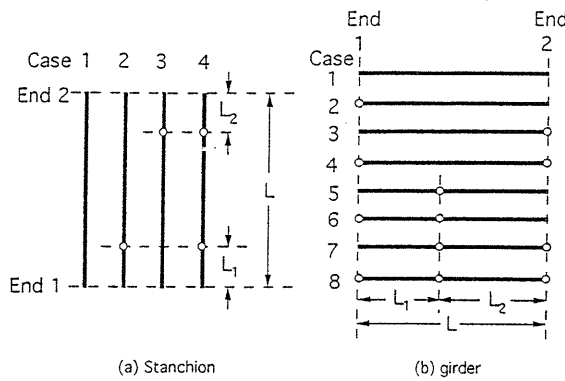 Case 1 2 3 4
End 2
L₂
L
L₁
End 1
(a) Stanchion
End End
1 2
Case
1
2
3
4
5
6
7
8
L₁ L₂
L
(b) girder